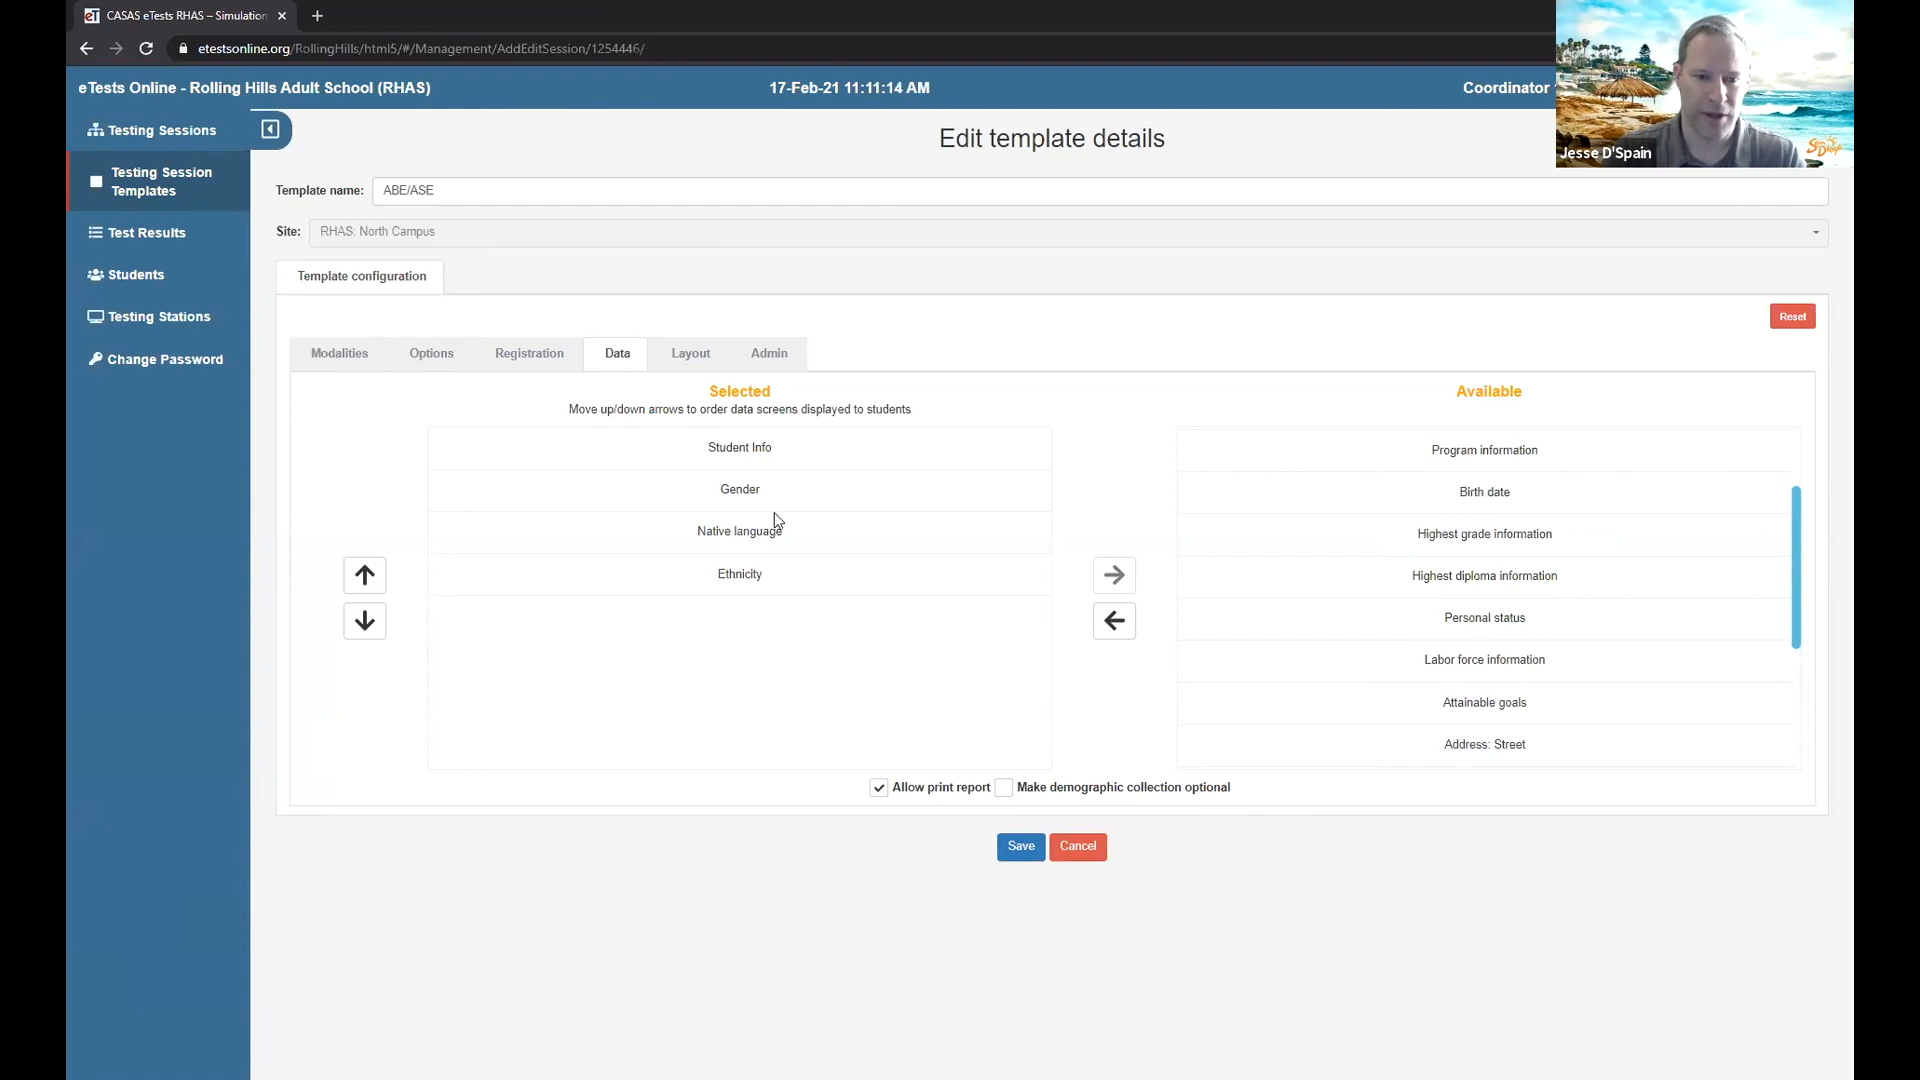 CASAS eTests RHAS – Simulation
etestsonline.org/RollingHills/html5/#/Management/AddEditSession/1254446/
eTests Online - Rolling Hills Adult School (RHAS)
17-Feb-21 11:11:14 AM
Coordinator
Jesse D'Spain
San Diego
Testing Sessions
Testing Session
Templates
Test Results
Students
Testing Stations
Change Password
Edit template details
Template name:
ABE/ASE
Site:
RHAS: North Campus
Template configuration
Reset
Modalities
Options
Registration
Data
Layout
Admin
Selected
Move up/down arrows to order data screens displayed to students
Student Info
Gender
Native language
Ethnicity
Available
Program information
Birth date
Highest grade information
Highest diploma information
Personal status
Labor force information
Attainable goals
Address: Street
Allow print report
Make demographic collection optional
Save
Cancel